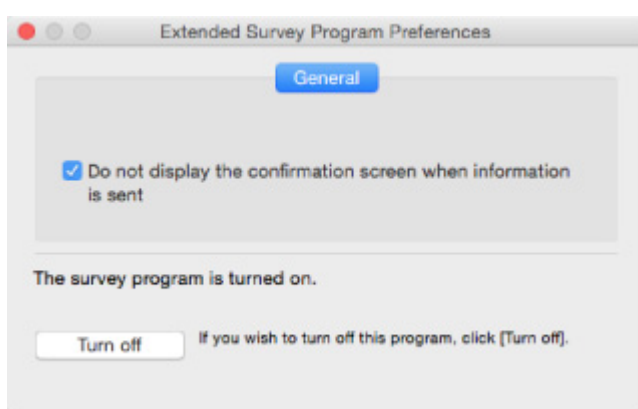 Extended Survey Program Preferences
General
Do not display the confirmation screen when information
is sent
The survey program is turned on.
Turn off
If you wish to turn off this program, click [Turn off].